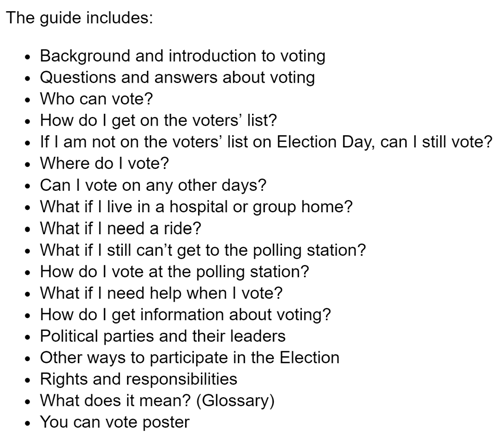 The guide includes:
• Background and introduction to voting
• Questions and answers about voting
• Who can vote?
• How do I get on the voters’ list?
• If I am not on the voters’ list on Election Day, can I still vote?
• Where do I vote?
• Can I vote on any other days?
• What if I live in a hospital or group home?
• What if I need a ride?
• What if I still can’t get to the polling station?
• How do I vote at the polling station?
• What if I need help when I vote?
• How do I get information about voting?
• Political parties and their leaders
• Other ways to participate in the Election
• Rights and responsibilities
• What does it mean? (Glossary)
• You can vote poster